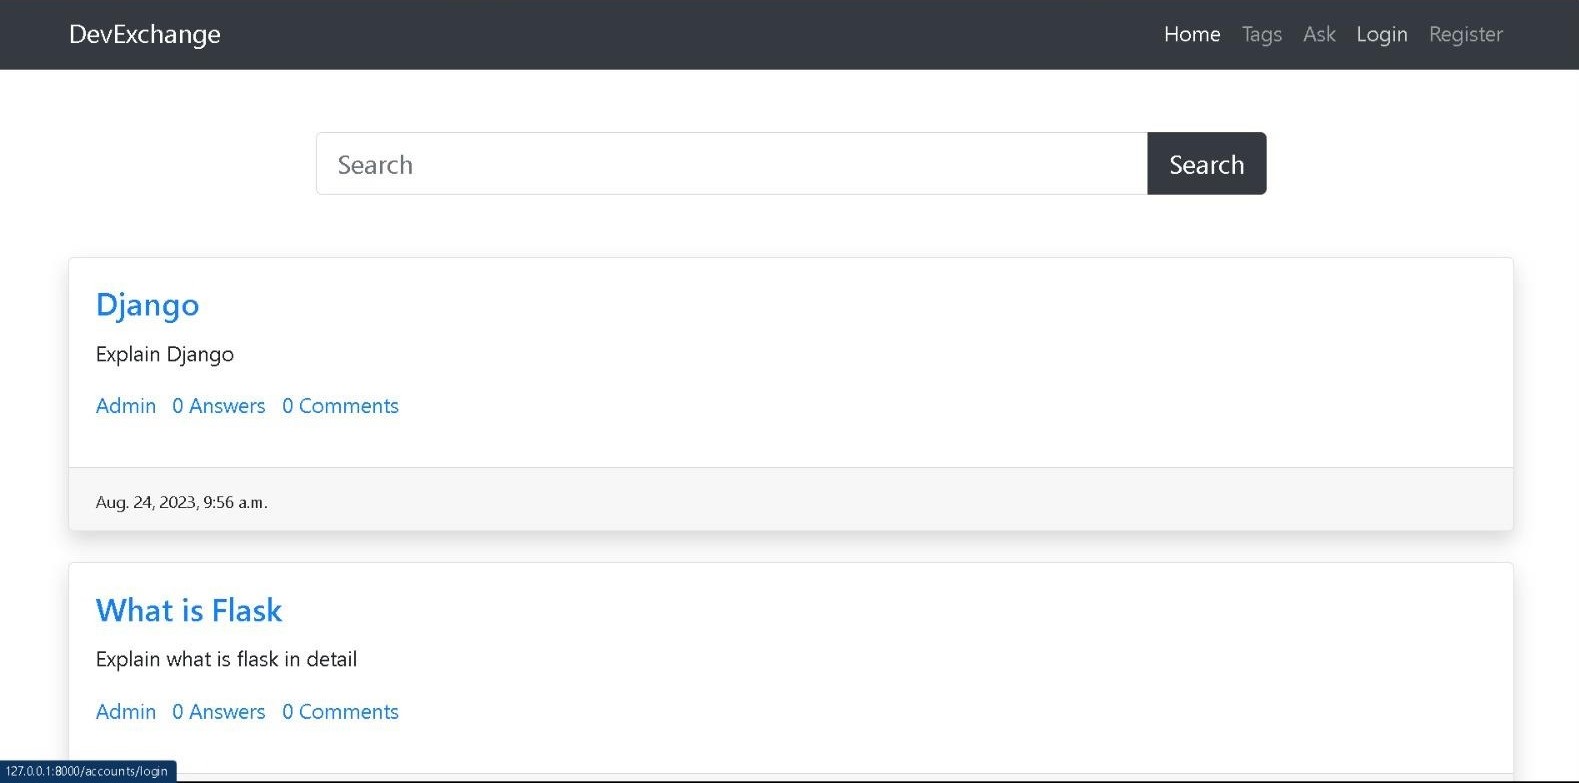 DevExchange Home Tags Ask Login Register
Search Search
Django
Explain Django
Admin 0 Answers 0 Comments
Aug. 24, 2023, 9:56 a.m.
What is Flask
Explain what is flask in detail
Admin 0 Answers 0 Comments
127.0.0.1:8000/accounts/login